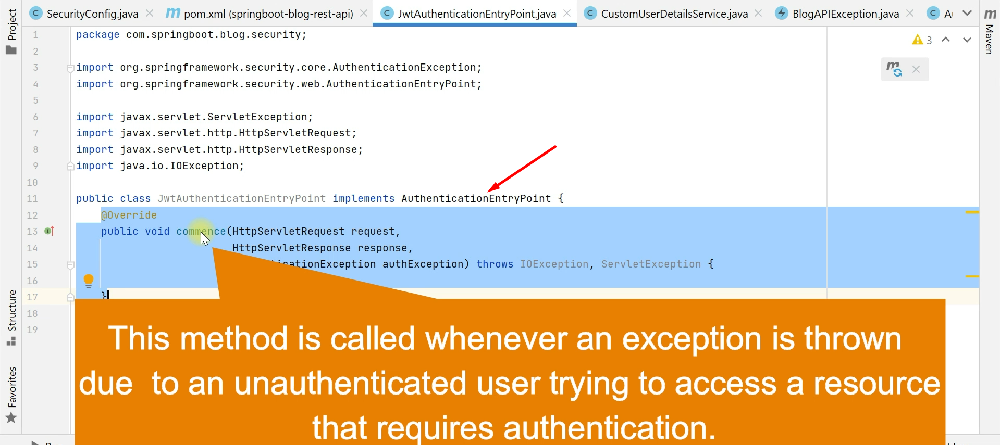 SecurityConfig.java
pom.xml (springboot-blog-rest-api)
JwtAuthenticationEntryPoint.java
CustomUserDetailsService.java
BlogAPIException.java
Project
Maven
3
1 package com.springboot.blog.security;
2
3 import org.springframework.security.core.AuthenticationException;
4 import org.springframework.security.web.AuthenticationEntryPoint;
5
6 import javax.servlet.ServletException;
7 import javax.servlet.http.HttpServletRequest;
8 import javax.servlet.http.HttpServletResponse;
9 import java.io.IOException;
10
11 public class JwtAuthenticationEntryPoint implements AuthenticationEntryPoint {
12 @Override
13 public void commence(HttpServletRequest request,
14 HttpServletResponse response,
15 authException) throws IOException, ServletException {
16
17 }
18
19
Structure
Favorites
This method is called whenever an exception is thrown
due to an unauthenticated user trying to access a resource
that requires authentication.